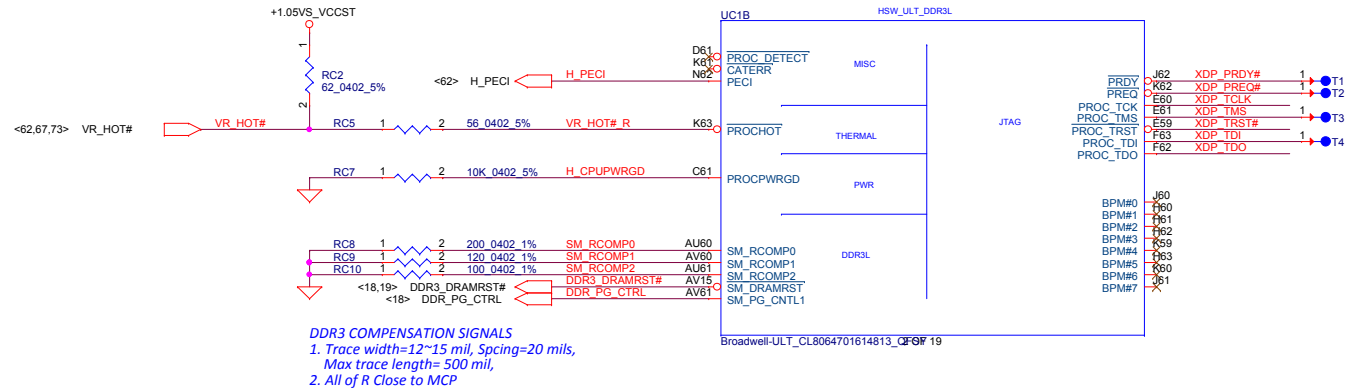 +1.05VS_VCCST
UC1B
HSW_ULT_DDR3L
1
RC2
62_0402_5%
2
<62> H_PECI
H_PECI
D61
K61
N62
PROC_DETECT
CATERR
PECI
MISC
<62,67,73> VR_HOT#
VR_HOT#
RC5 1 2 56_0402_5% VR_HOT#_R K63
PROCHOT
THERMAL
JTAG
PRDY
PREQ
PROC_TCK
PROC_TMS
PROC_TRST
PROC_TDI
PROC_TDO
J62 XDP_PRDY# 1 T1
K62 XDP_PREQ# 1 T2
E60 XDP_TCLK
E61 XDP_TMS 1 T3
E59 XDP_TRST#
F63 XDP_TDI 1 T4
F62 XDP_TDO
RC7 1 2 10K_0402_5% H_CPUPWRGD C61
PROCPWRGD
PWR
BPM#0 J60
BPM#1 H60
BPM#2 H61
BPM#3 H62
BPM#4 K59
BPM#5 H63
BPM#6 K60
BPM#7 J61
RC8 1 2 200_0402_1% SM_RCOMP0 AU60 SM_RCOMP0
RC9 1 2 120_0402_1% SM_RCOMP1 AV60 SM_RCOMP1
RC10 1 2 100_0402_1% SM_RCOMP2 AU61 SM_RCOMP2
DDR3L
<18,19> DDR3_DRAMRST# DDR3_DRAMRST# AV15 SM_DRAMRST
<18> DDR_PG_CTRL DDR_PG_CTRL AV61 SM_PG_CNTL1
Broadwell-ULT_CL8064701614813_QFSY
2 OF 19
DDR3 COMPENSATION SIGNALS
1. Trace width=12~15 mil, Spcing=20 mils,
Max trace length= 500 mil,
2. All of R Close to MCP